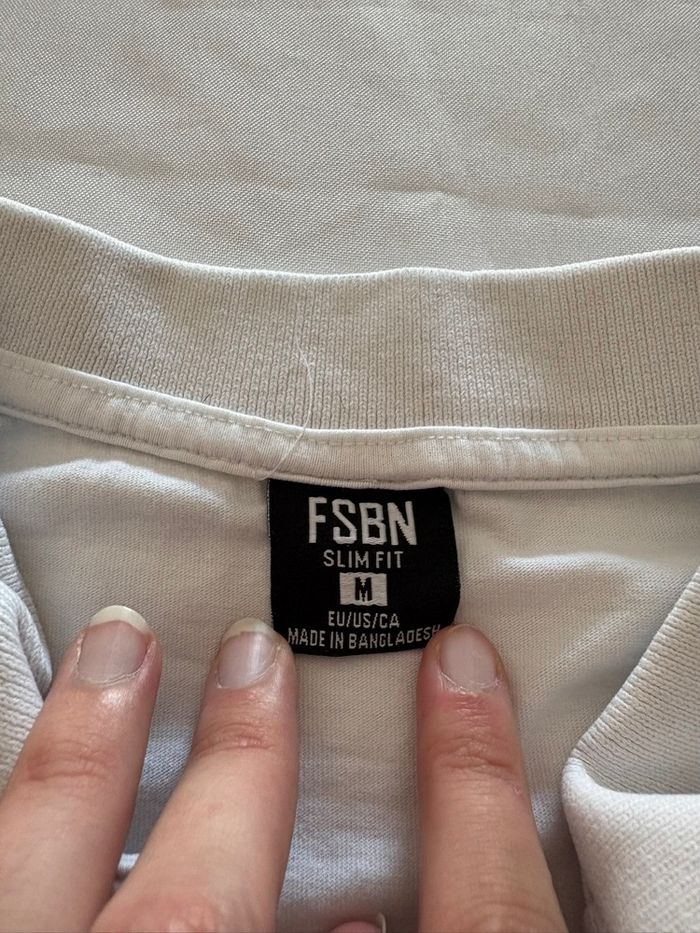 FSBN
SLIM FIT
M
EU/US/CA
MADE IN BANGLADESH